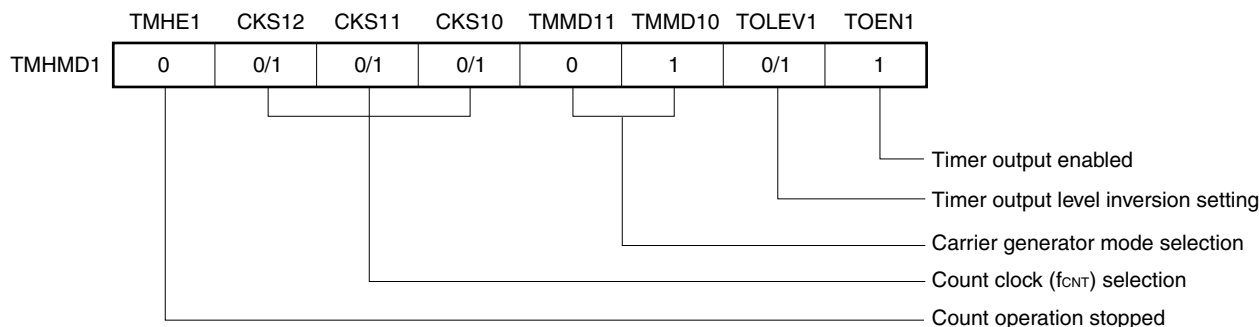 TMHE1 CKS12 CKS11 CKS10 TMMD11 TMMD10 TOLEV1 TOEN1
TMHMD1 0 0/1 0/1 0/1 0 1 0/1 1
Timer output enabled
Timer output level inversion setting
Carrier generator mode selection
Count clock (fCNT) selection
Count operation stopped